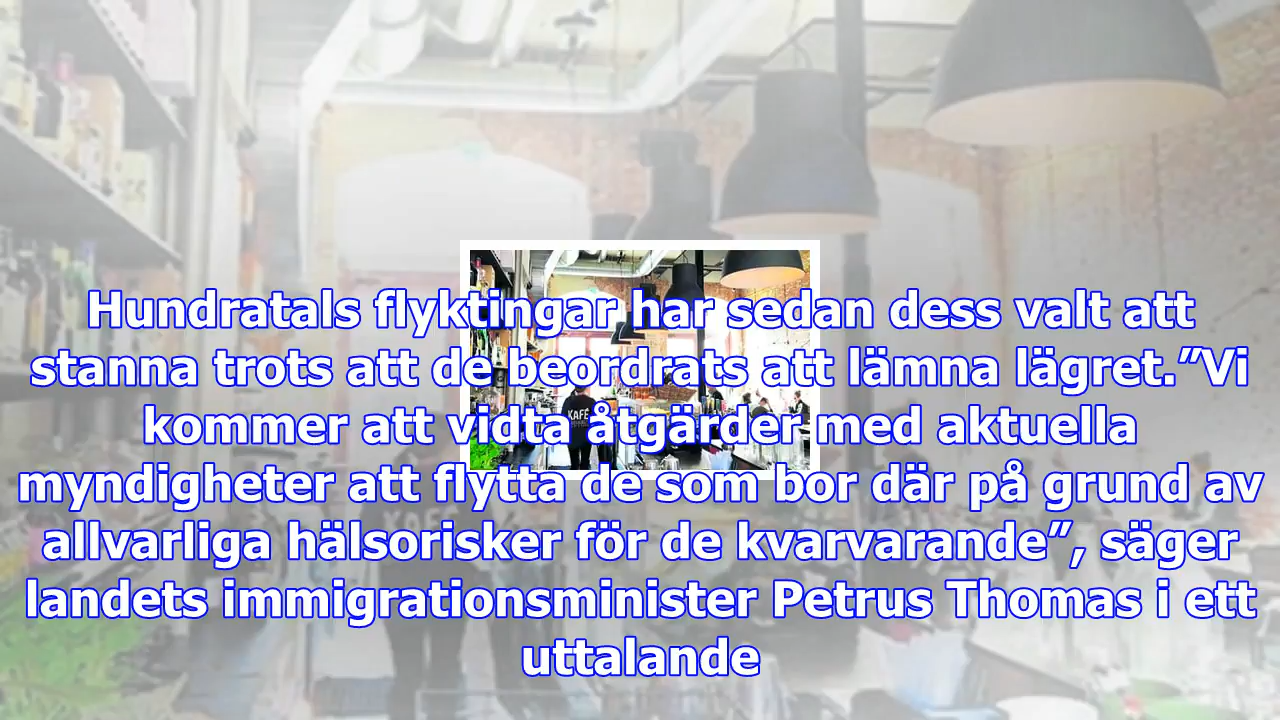 Hundratals flyktingar har sedan dess valt att
stanna trots att de beordrats att lämna lägret.”Vi
kommer att vidta åtgärder med aktuella
myndigheter att flytta de som bor där på grund av
allvarliga hälsorisker för de kvarvarande”, säger
landets immigrationsminister Petrus Thomas i ett
uttalande
KAFÉ